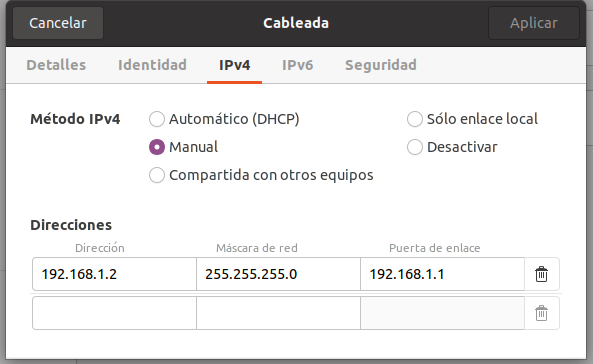 Cancelar Cableada Aplicar
Detalles Identidad IPv4 IPv6 Seguridad
Método IPv4 Automático (DHCP) Sólo enlace local
Manual Desactivar
Compartida con otros equipos
Direcciones
Dirección Máscara de red Puerta de enlace
192.168.1.2 255.255.255.0 192.168.1.1